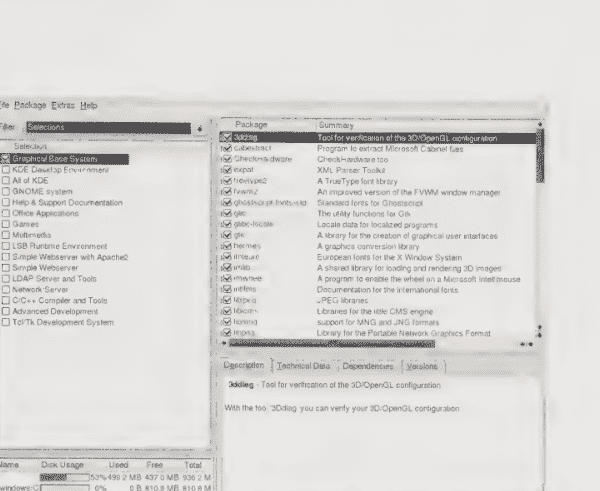 Package Extras Help
Filter Selections
Selection
Graphical Base System
KDE Desktop Environment
All of KDE
GNOME system
Help & Support Documentation
Office Applications
Games
Multimedia
LSB Runtime Environment
Simple Webserver with Apache2
Simple Webserver
LDAP Server and Tools
Network Server
C/C++ Compiler and Tools
Advanced Development
Tcl/Tk Development System
Name Disk Usage Used Free Total
53% 499.2 MB 437.0 MB 936.2 M
windows/C 0% 0 B 810.8 MB 810.8 M
Package Summary
3ddiag Tool for verification of the 3D/OpenGL configuration
cabextract Program to extract Microsoft Cabinet files
CheckHardware CheckHardware too
expat XML Parser Toolkit
freetype2 A TrueType font library
fvwm2 An improved version of the FVWM window manager
Standard fonts for Ghostscript
glib The utility functions for Gtk
glibc-locale Locale data for localized programs
gtk A library for the creation of graphical user interfaces
hermes A graphics conversion library
European fonts for the X Window System
imlib A shared library for loading and rendering 3D images
imwheel A program to enable the wheel on a Microsoft Intellimouse
Documentation for the international fonts
libjpeg JPEG libraries
liblcms Libraries for the little CMS engine
libmng support for MNG and JNG formats
libpng Library for the Portable Network Graphics Format
Description Technical Data Dependencies Versions
3ddiag - Tool for verification of the 3D/OpenGL configuration
With the too '3Ddiag you can verify your 3D/OpenGL configuration